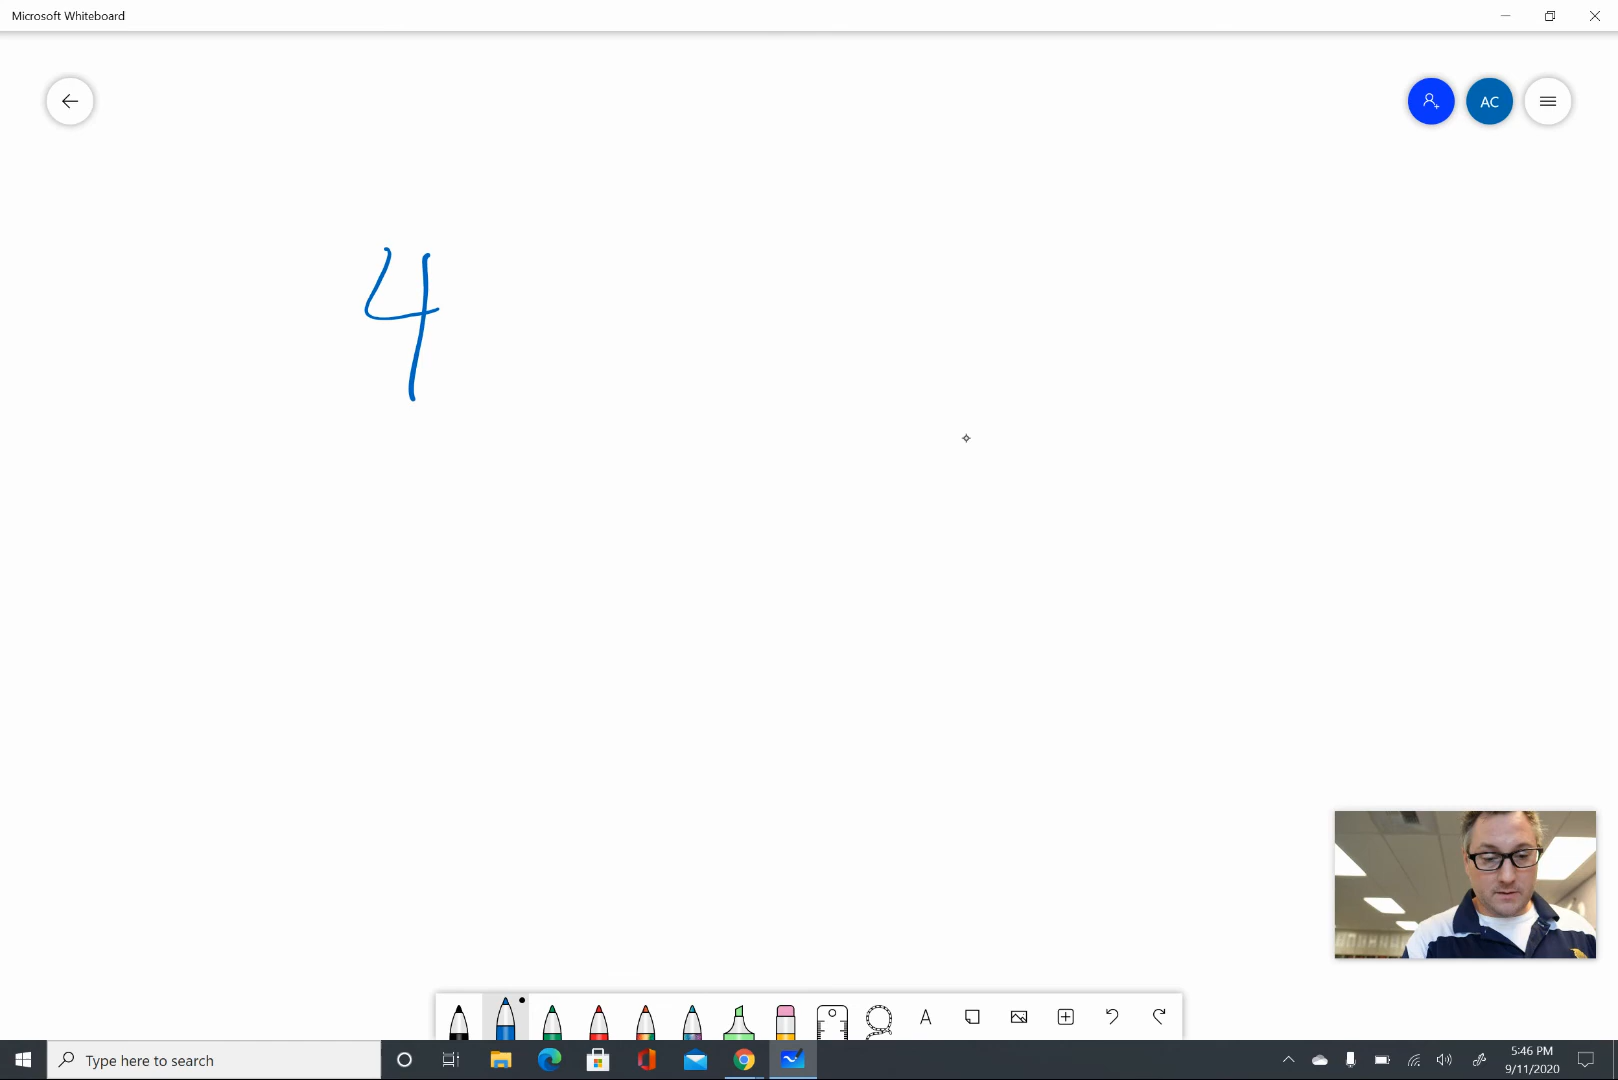 Microsoft Whiteboard
AC
4
A
Type here to search
5:46 PM
9/11/2020